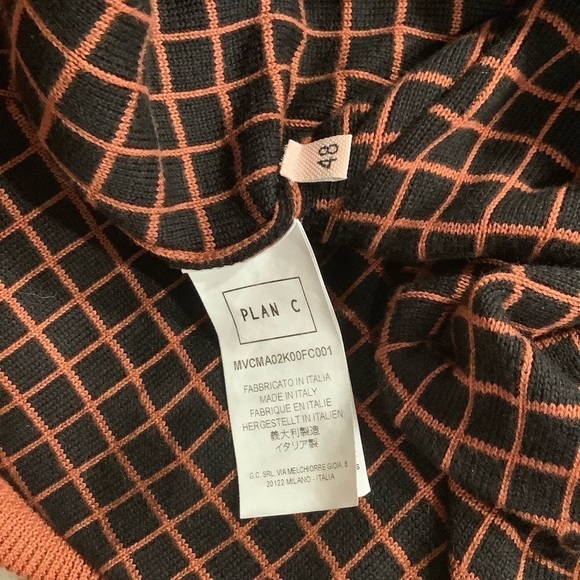 48
PLAN C
MVCMA02K00FC001
FABBRICATO IN ITALIA
MADE IN ITALY
FABRIQUE EN ITALIE
HERGESTELLT IN ITALIEN
義大利製造
イタリア製
G.C. SRL VIA MELCHIORRE GIOIA, 8
20122 MILANO - ITALIA